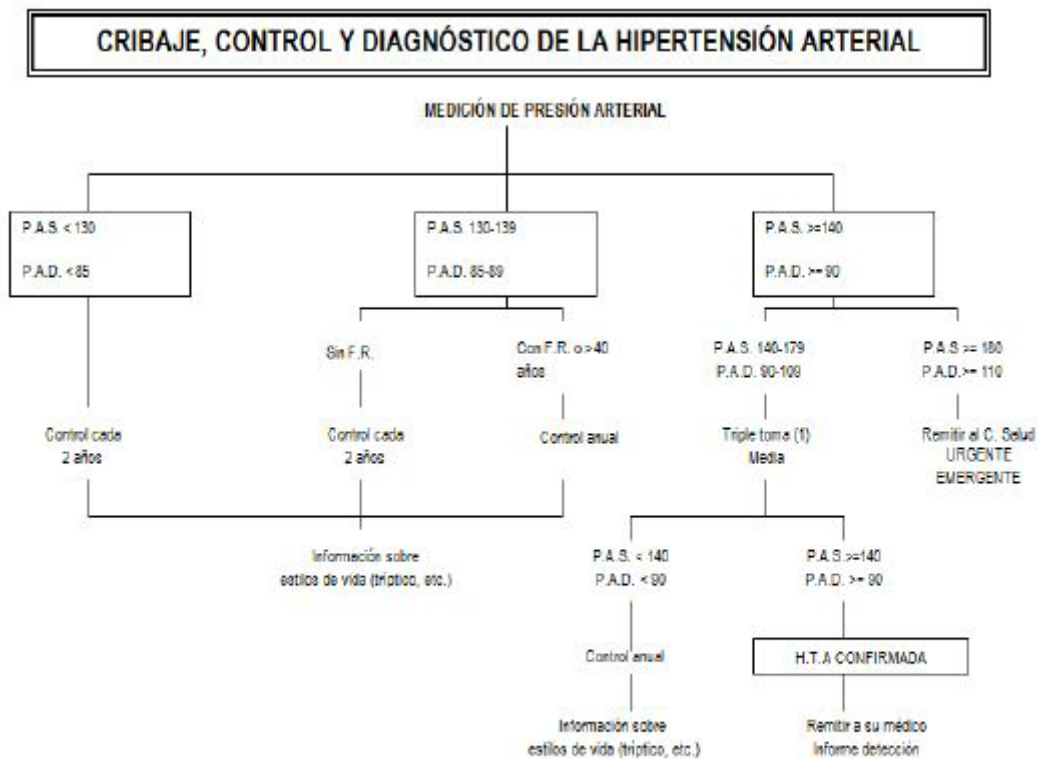 CRIBAJE, CONTROL Y DIAGNÓSTICO DE LA HIPERTENSIÓN ARTERIAL
MEDICIÓN DE PRESIÓN ARTERIAL
P.A.S. < 130
P.A.D. < 85
P.A.S. 130-139
P.A.D. 85-89
P.A.S. >=140
P.A.D. >= 90
Sin F.R.
Con F.R. o >40
años
P.A.S. 140-179
P.A.D. 90-109
P.A.S >= 180
P.A.D.>= 110
Control cada
2 años
Control cada
2 años
Control anual
Triple toma (1)
Media
Remitir al C. Salud
URGENTE
EMERGENTE
Información sobre
estilos de vida (tríptico, etc.)
P.A.S. < 140
P.A.D. < 90
P.A.S.>=140
P.A.D. >= 90
Control anual
H.T.A CONFIRMADA
Información sobre
estilos de vida (tríptico, etc.)
Remitir a su médico
Informe detección